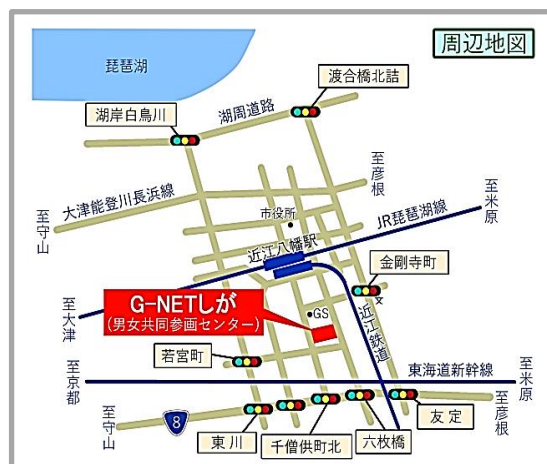 周辺地図
琵琶湖
渡合橋北詰
湖岸白鳥川
湖周道路
至彦根
大津能登川長浜線
至守山
市役所
至米原
JR琵琶湖線
近江八幡駅
金剛寺町
至大津
G-NETしが
(男女共同参画センター)
GS
近江鉄道
若宮町
至京都
東海道新幹線
至米原
至守山
8
東川
千僧供町北
六枚橋
友定
至彦根